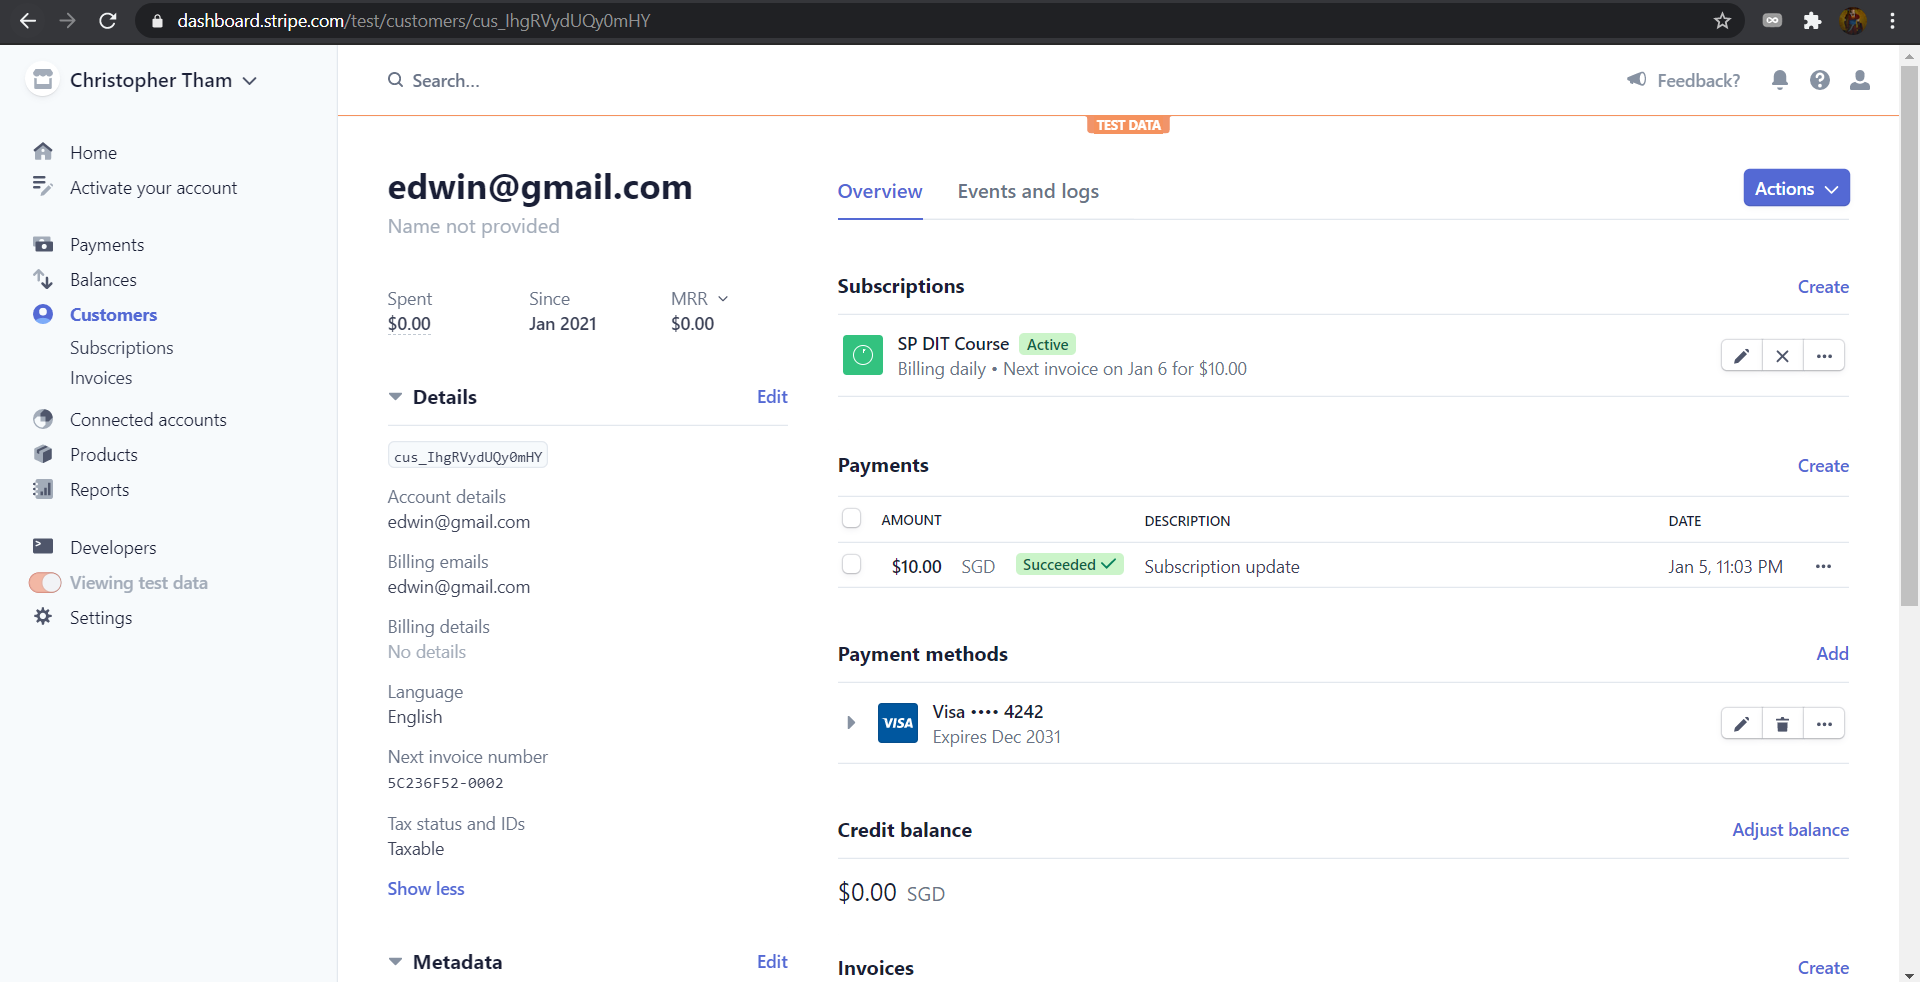 dashboard.stripe.com/test/customers/cus_IhgRVydUQy0mHY
Christopher Tham
Search...
Feedback?
TEST DATA
Home
Activate your account
Payments
Balances
Customers
Subscriptions
Invoices
Connected accounts
Products
Reports
Developers
Viewing test data
Settings
edwin@gmail.com
Name not provided
Spent
Since
MRR
$0.00
Jan 2021
$0.00
Details
Edit
cus_IhgRVydUQy0mHY
Account details
edwin@gmail.com
Billing emails
edwin@gmail.com
Billing details
No details
Language
English
Next invoice number
5C236F52-0002
Tax status and IDs
Taxable
Show less
Metadata
Edit
Overview
Events and logs
Actions
Subscriptions
Create
SP DIT Course Active
Billing daily • Next invoice on Jan 6 for $10.00
Payments
Create
AMOUNT
DESCRIPTION
DATE
$10.00 SGD Succeeded
Subscription update
Jan 5, 11:03 PM
Payment methods
Add
VISA
Visa •••• 4242
Expires Dec 2031
Credit balance
Adjust balance
$0.00 SGD
Invoices
Create